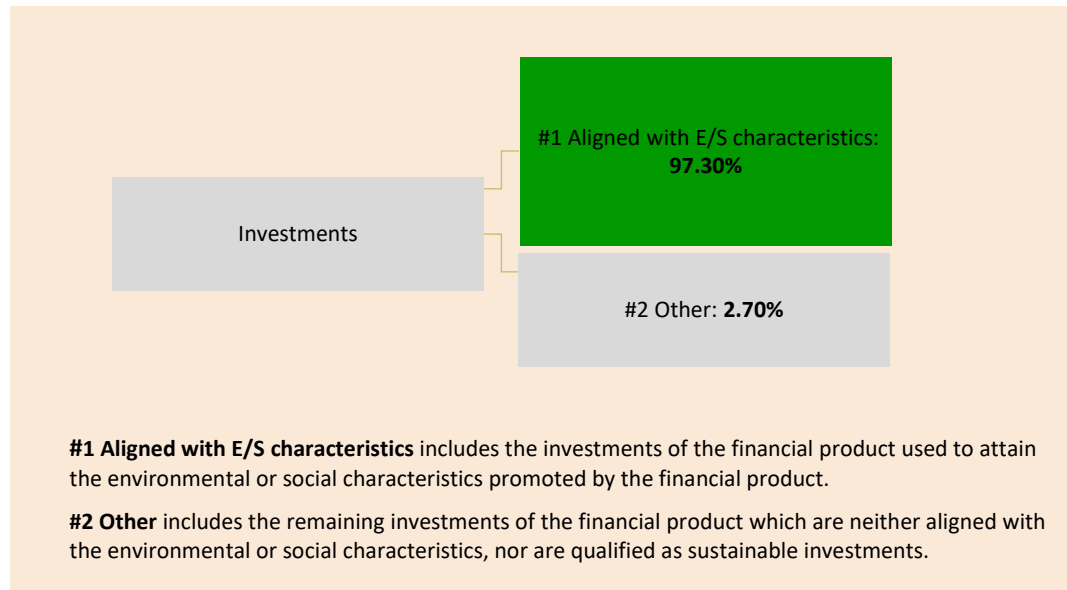 #1 Aligned with E/S characteristics:
97.30%
Investments
#2 Other: 2.70%
#1 Aligned with E/S characteristics includes the investments of the financial product used to attain
the environmental or social characteristics promoted by the financial product.
#2 Other includes the remaining investments of the financial product which are neither aligned with
the environmental or social characteristics, nor are qualified as sustainable investments.